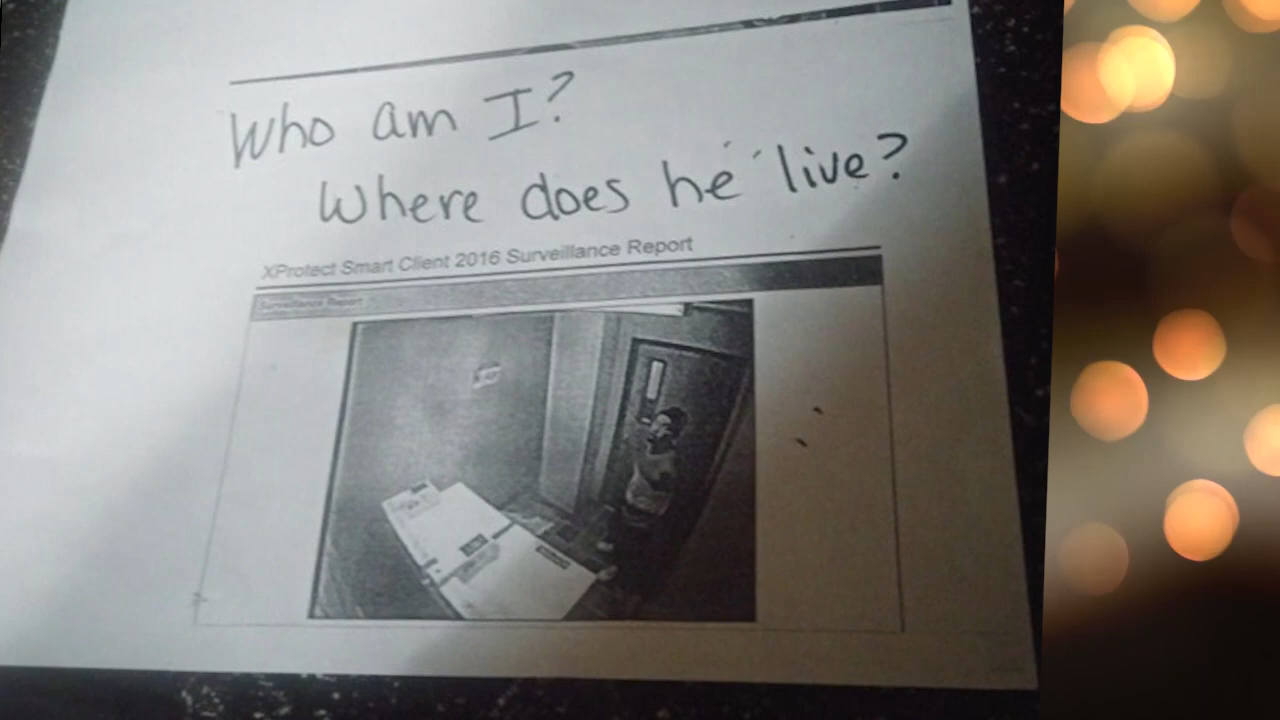 Who am I?
Where does he live?
XProtect Smart Client 2016 Surveillance Report
Surveillance Report